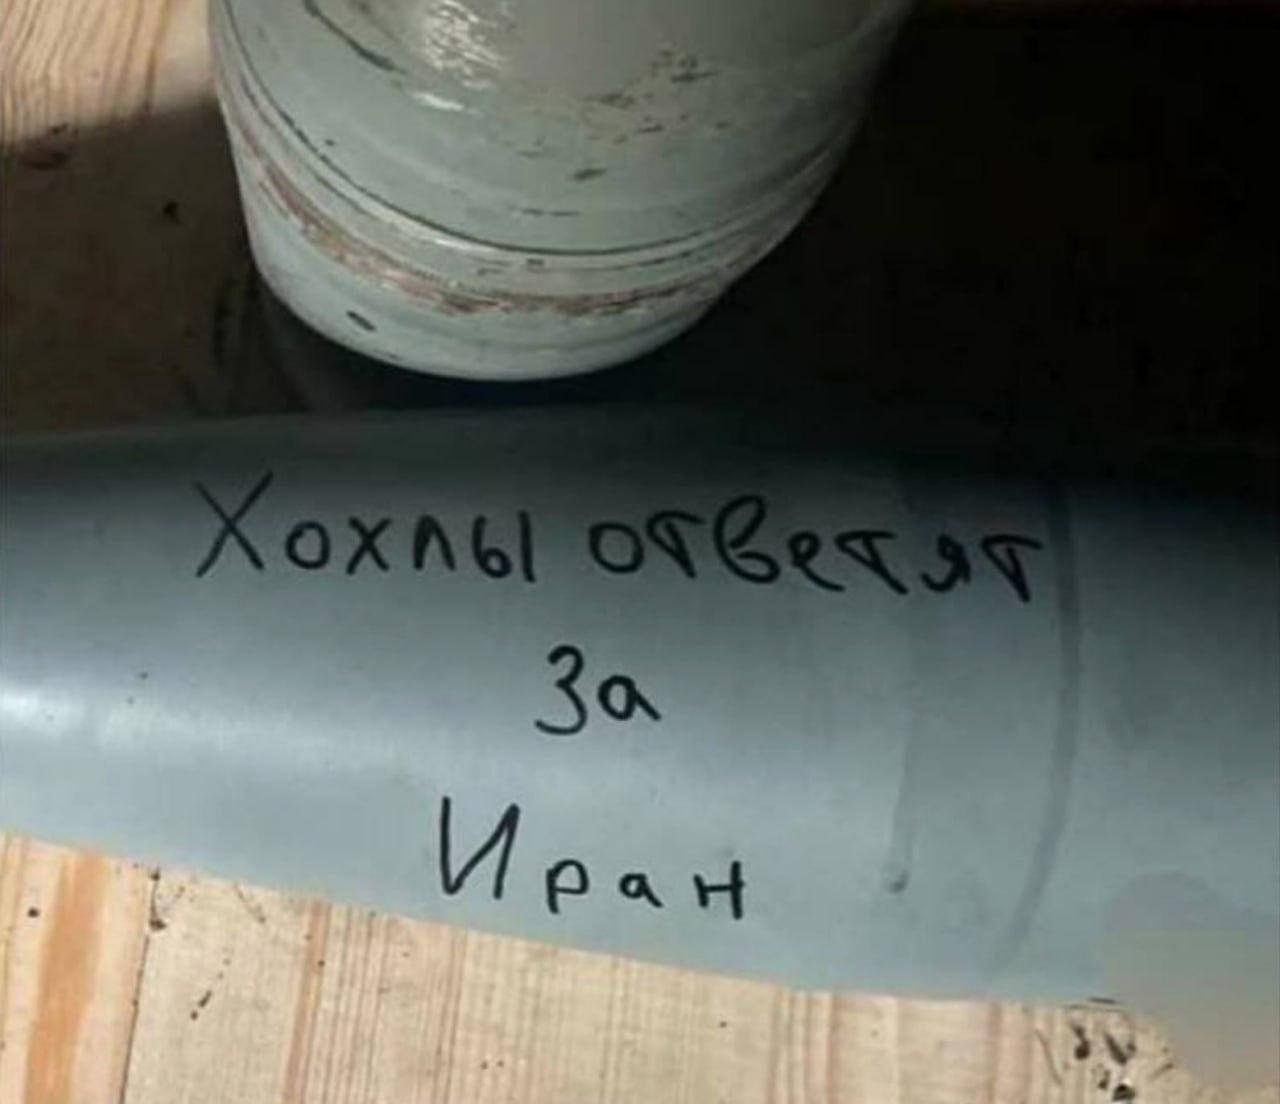 Хохлы ответят
За
Иран